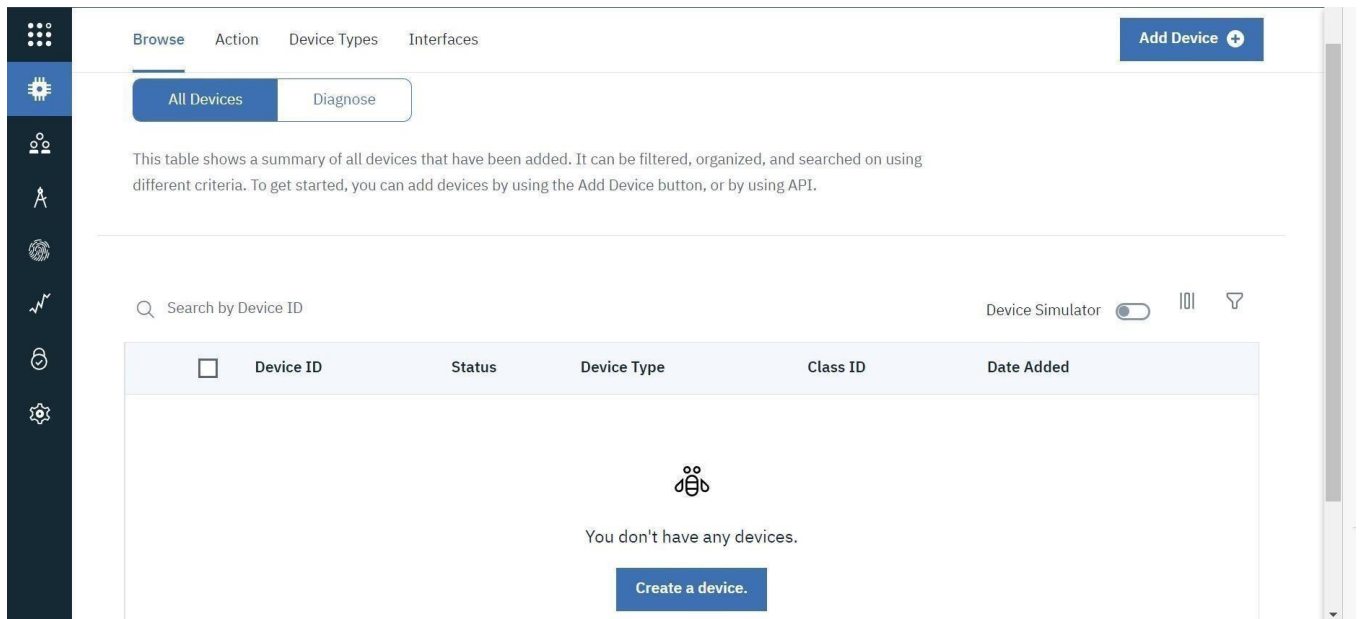 Browse Action Device Types Interfaces Add Device
All Devices Diagnose
This table shows a summary of all devices that have been added. It can be filtered, organized, and searched on using
different criteria. To get started, you can add devices by using the Add Device button, or by using API.
Search by Device ID Device Simulator
Device ID Status Device Type Class ID Date Added
You don't have any devices.
Create a device.